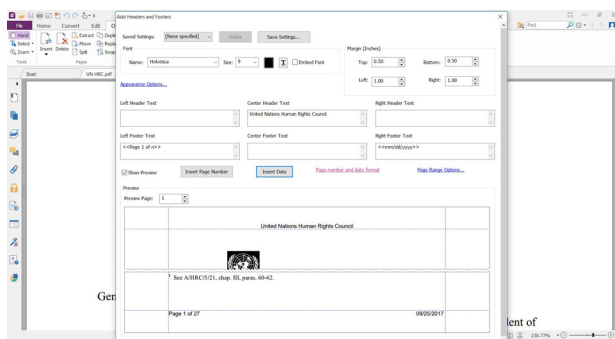 Add Headers and Footers
File Home Convert Edit
Find
Hand
Select
Zoom
Tools
Insert Delete
Extract
Move
Split
Swap
Pages
Start
UN HRC.pdf
Saved Settings: [None specified] Delete Save Settings...
Font
Name: Helvetica Size: 9 T Embed Font
Margin (Inches)
Top: 0.50 Bottom: 0.50
Left: 1.00 Right: 1.00
Appearance Options...
Left Header Text Center Header Text Right Header Text
United Nations Human Rights Council
Left Footer Text Center Footer Text Right Footer Text
<<Page 1 of n>> <<mm/dd/yyyy>>
Show Preview Insert Page Number Insert Date Page number and date format Page Range Options...
Preview
Preview Page: 1
United Nations Human Rights Council
3 See A/HRC/5/21, chap. III, paras. 60-62.
Page 1 of 27 09/25/2017
Gen
lent of
230.77%